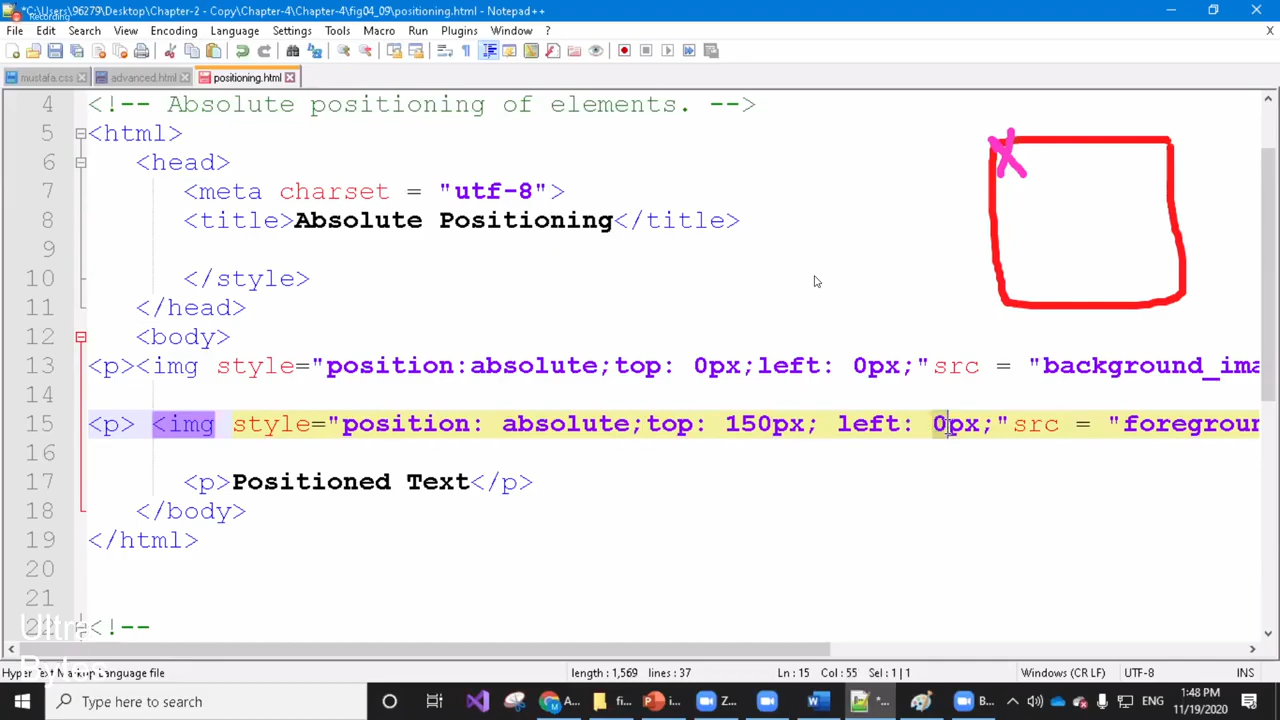 *C:\Users\96279\Desktop\Chapter-2 - Copy\Chapter-4\Chapter-4\fig04_09\positioning.html - Notepad++
Recording
File Edit Search View Encoding Language Settings Tools Macro Run Plugins Window ? X
mustafa.css advanced.html positioning.html
4 <!-- Absolute positioning of elements. -->
5 <html>
6 <head>
7 <meta charset = "utf-8">
8 <title>Absolute Positioning</title>
9
10 </style>
11 </head>
12 <body>
13 <p><img style="position:absolute;top: 0px;left: 0px;"src = "background_ima
14
15 <p> <img style="position: absolute;top: 150px; left: 0px;"src = "foregroun
16
17 <p>Positioned Text</p>
18 </body>
19 </html>
20
21
22 <!--
Ultra
Bytes
Hyper Text Markup Language file length : 1,569 lines : 37 Ln : 15 Col : 55 Sel : 1 | 1 Windows (CR LF) UTF-8 INS
Type here to search A... fi... i... Z... *... B... ENG 1:48 PM
11/19/2020